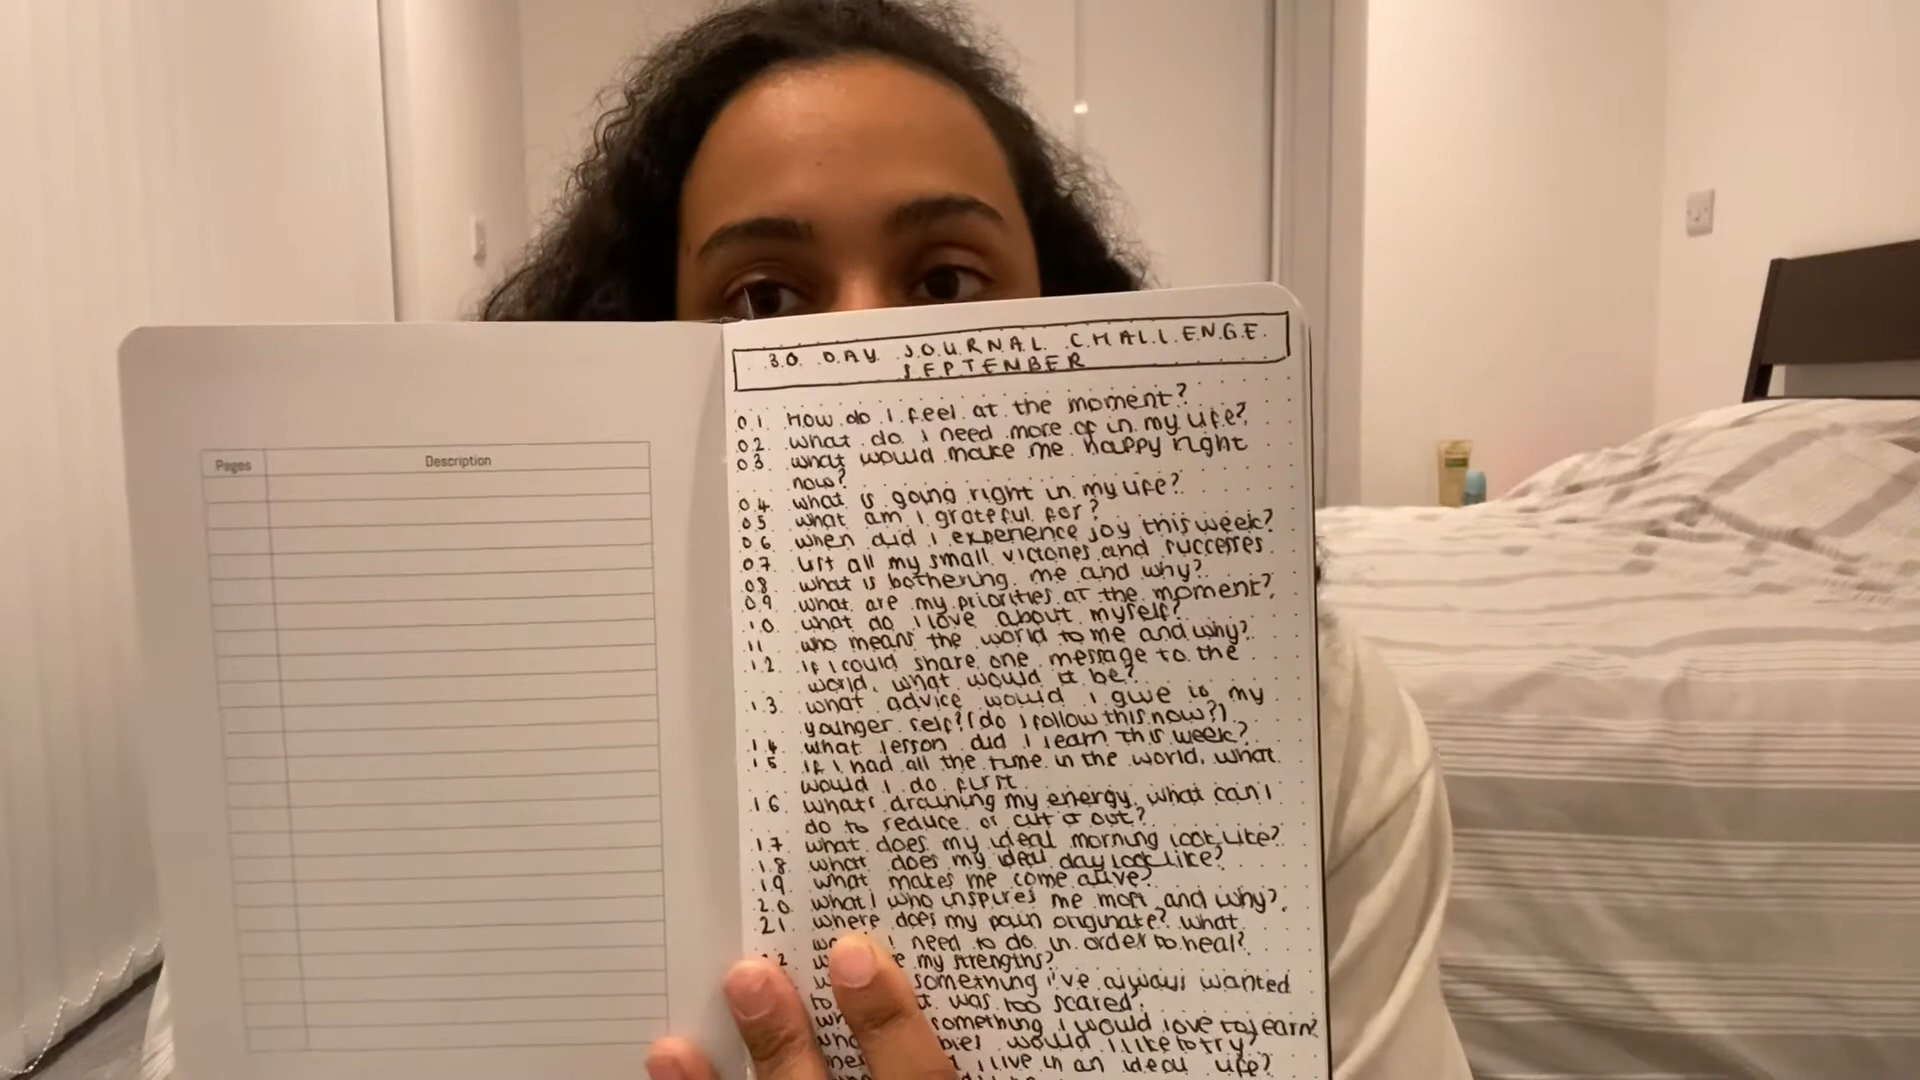 Pages Description
30 DAY JOURNAL CHALLENGE
SEPTEMBER
01. How do I feel at the moment?
02. what do I need more of in my life?
03. what would make me happy right
now?
04. what is going right in my life?
05. what am I grateful for?
06. when did I experience joy this week?
07. list all my small victories and successes
08. what is bothering me and why?
09. what are my priorities at the moment?
10. what do I love about myself?
11. who means the world to me and why?
12. if I could share one message to the
world, what would it be?
13. what advice would I give to my
younger self? (do I follow this now?)
14. what lesson did I learn this week?
15. if I had all the time in the world, what
would I do first
16. whats draining my energy, what can I
do to reduce or cut it out?
17. what does my ideal morning look like?
18. what does my ideal day look like?
19. what makes me come alive?
20. what / who inspires me most and why?
21. where does my pain originate? what
I need to do in order to heal?
my strengths?
something i've always wanted
to was too scared?
something I would love to learn?
would I like to try?
I live in an ideal life?